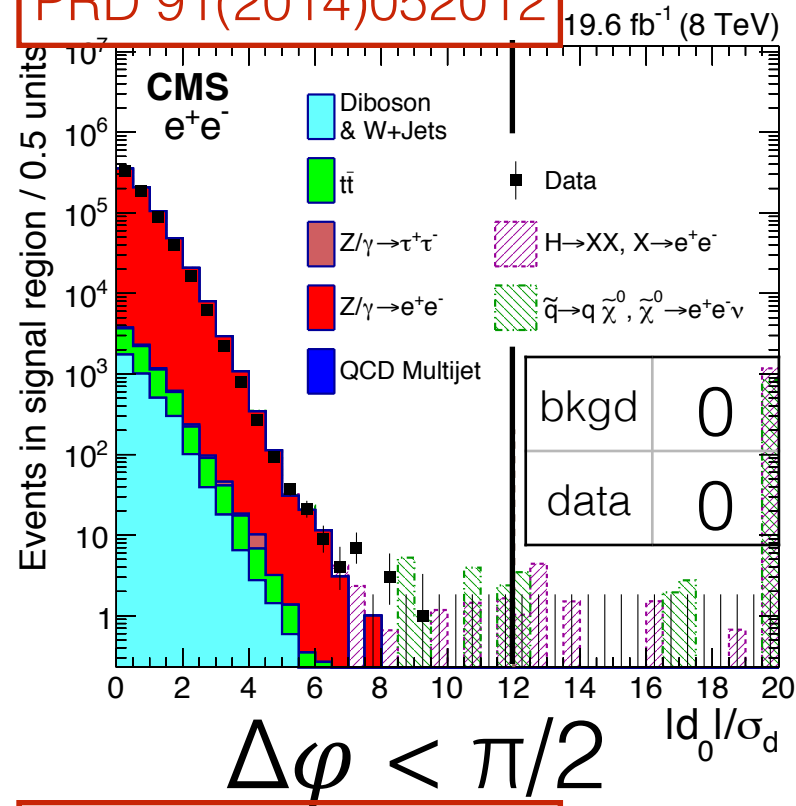 PRD 91(2014)052012
19.6 fb⁻¹ (8 TeV)
CMS
e⁺e⁻
Diboson
& W+Jets
tt̄
Z/γ→τ⁺τ⁻
Z/γ→e⁺e⁻
QCD Multijet
Data
H→XX, X→e⁺e⁻
q̃→q χ̃⁰, χ̃⁰→e⁺e⁻ν
bkgd 0
data 0
Events in signal region / 0.5 units
10⁷
10⁶
10⁵
10⁴
10³
10²
10
1
0 2 4 6 8 10 12 14 16 18 20
|d₀|/σ_d
Δφ < π/2